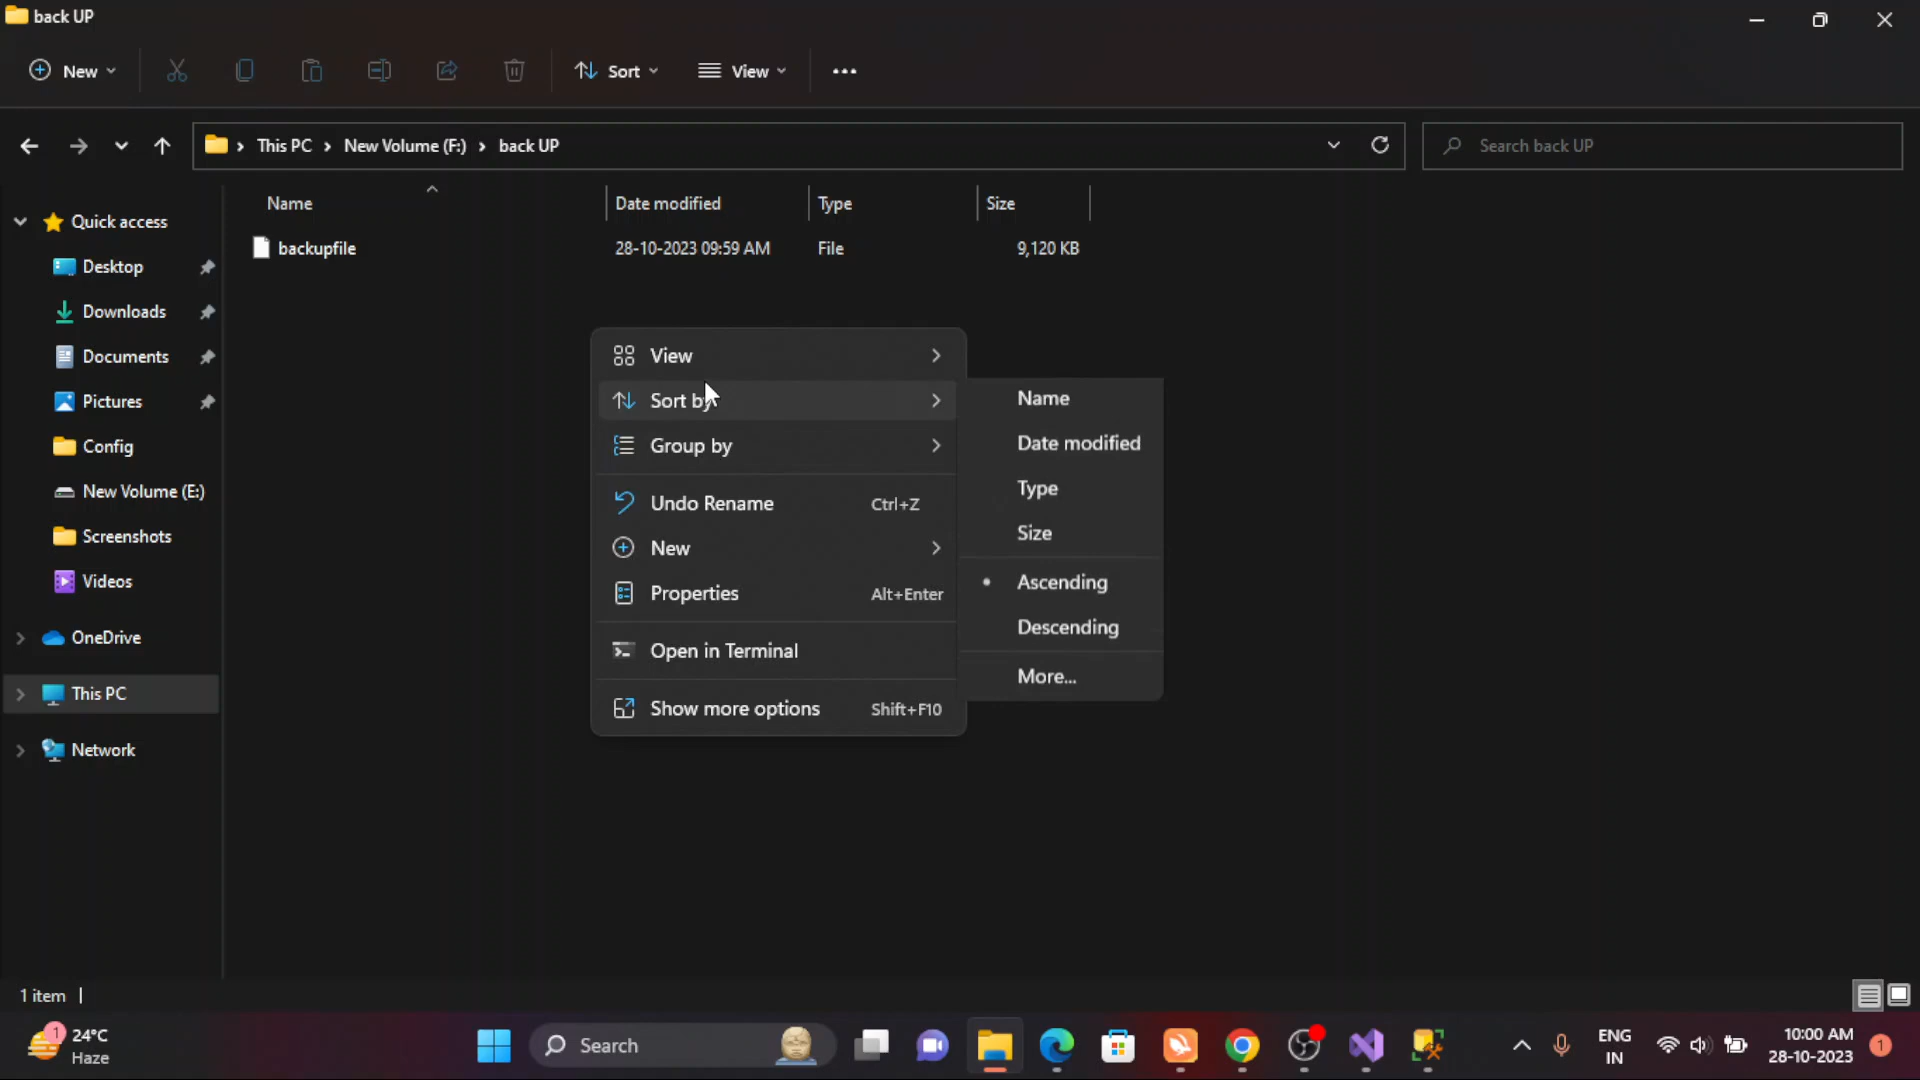 back UP
New
Sort
View
This PC
New Volume (F:)
back UP
Search back UP
Name
Date modified
Type
Size
backupfile
28-10-2023 09:59 AM
File
9,120 KB
Quick access
Desktop
Downloads
Documents
Pictures
Config
New Volume (E:)
Screenshots
Videos
OneDrive
This PC
Network
View
Sort by
Group by
Undo Rename Ctrl+Z
New
Properties Alt+Enter
Open in Terminal
Show more options Shift+F10
Name
Date modified
Type
Size
Ascending
Descending
More...
1 item
1
24°C
Haze
Search
ENG
IN
10:00 AM
28-10-2023
1